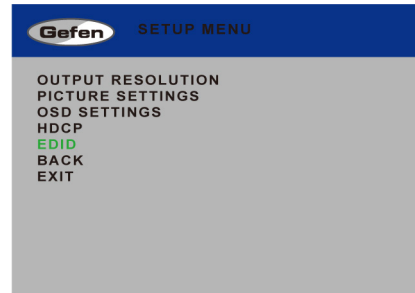 Gefen SETUP MENU
OUTPUT RESOLUTION
PICTURE SETTINGS
OSD SETTINGS
HDCP
EDID
BACK
EXIT